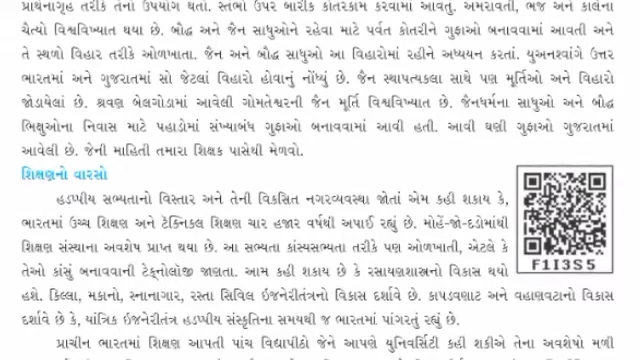 પ્રાર્થનાગૃહ તરીકે તેનો ઉપયોગ થતો. સ્તંભો ઉપર બારીક કોતરકામ કરવામાં આવતું. અમરાવતી, ભજ અને કાર્લેના
ચૈત્યો વિશ્વવિખ્યાત થયા છે. બૌદ્ધ અને જૈન સાધુઓને રહેવા માટે પર્વત કોતરીને ગુફાઓ બનાવવામાં આવતી અને
તે સ્થળો વિહાર તરીકે ઓળખાતા. જૈન અને બૌદ્ધ સાધુઓ આ વિહારોમાં રહીને અધ્યયન કરતાં. યુઅનશ્વાંગે ઉત્તર
ભારતમાં અને ગુજરાતમાં સો જેટલાં વિહારો હોવાનું નોંધ્યું છે. જૈન સ્થાપત્યકલા સાથે પણ મૂર્તિઓ અને વિહારો
જોડાયેલાં છે. શ્રવણ બેલગોડામાં આવેલી ગોમતેશ્વરની જૈન મૂર્તિ વિશ્વવિખ્યાત છે. જૈનધર્મના સાધુઓ અને બૌદ્ધ
ભિક્ષુઓના નિવાસ માટે પહાડોમાં સંખ્યાબંધ ગુફાઓ બનાવવામાં આવી હતી. આવી ઘણી ગુફાઓ ગુજરાતમાં
આવેલી છે. જેની માહિતી તમારા શિક્ષક પાસેથી મેળવો.
શિક્ષણનો વારસો
હડપ્પીય સભ્યતાનો વિસ્તાર અને તેની વિકસિત નગરવ્યવસ્થા જોતાં એમ કહી શકાય કે,
ભારતમાં ઉચ્ચ શિક્ષણ અને ટૅક્નિકલ શિક્ષણ ચાર હજાર વર્ષથી અપાઈ રહ્યું છે. મોહેં-જો-દડોમાંથી
શિક્ષણ સંસ્થાના અવશેષ પ્રાપ્ત થયા છે. આ સભ્યતા કાંસ્યસભ્યતા તરીકે પણ ઓળખાતી, એટલે કે
તેઓ કાંસું બનાવવાની ટેક્નોલૉજી જાણતા. આમ કહી શકાય છે કે રસાયણશાસ્ત્રનો વિકાસ થયો
હશે. કિલ્લા, મકાનો, સ્નાનાગાર, રસ્તા સિવિલ ઇજનેરીતંત્રનો વિકાસ દર્શાવે છે. કાપડવણાટ અને વહાણવટાનો વિકાસ
દર્શાવે છે કે, યાંત્રિક ઇજનેરીતંત્ર હડપ્પીય સંસ્કૃતિના સમયથી જ ભારતમાં પાંગરતું રહ્યું છે.
પ્રાચીન ભારતમાં શિક્ષણ આપતી પાંચ વિદ્યાપીઠો જેને આપણે યુનિવર્સિટી કહી શકીએ તેના અવશેષો મળી
F1I3S5